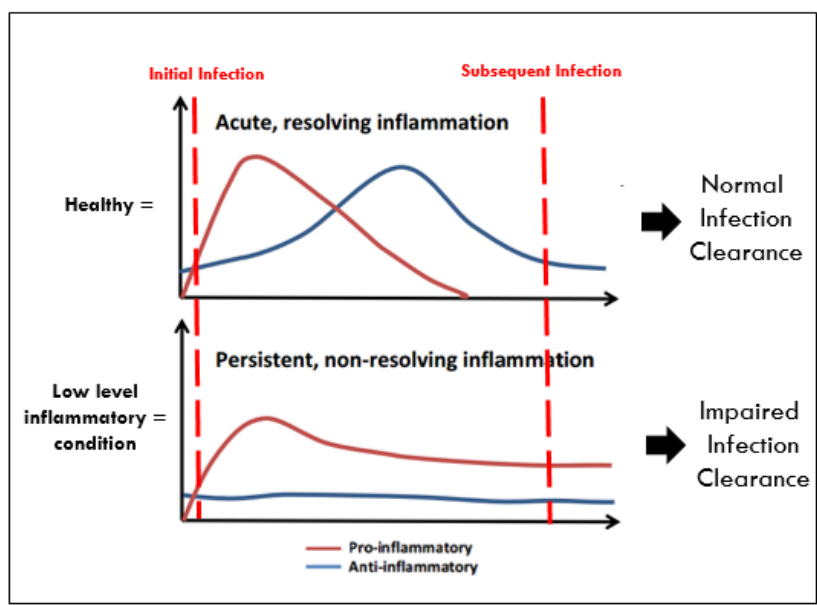 Initial Infection
Subsequent Infection
Acute, resolving inflammation
Healthy =
Normal
Infection
Clearance
Persistent, non-resolving inflammation
Low level
inflammatory =
condition
Impaired
Infection
Clearance
Pro-inflammatory
Anti-inflammatory